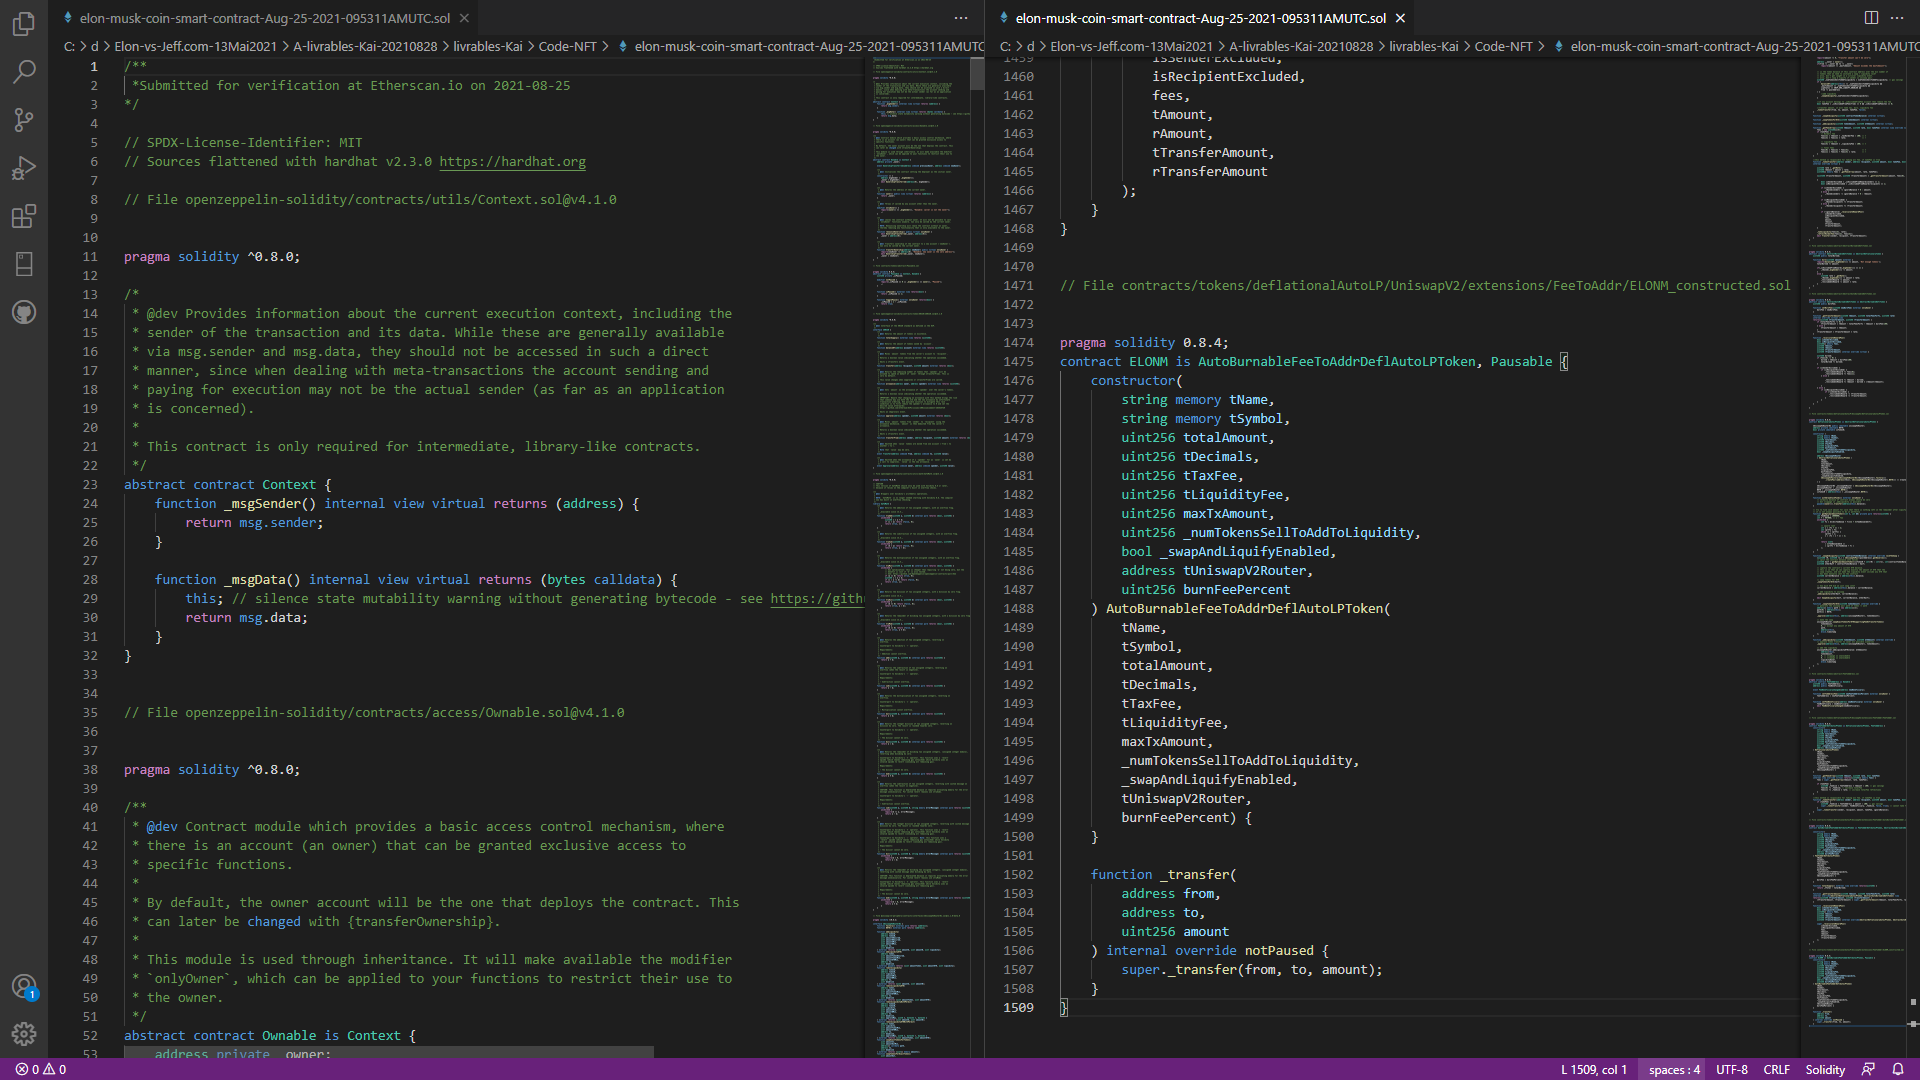 elon-musk-coin-smart-contract-Aug-25-2021-095311AMUTC.sol
C: > d > Elon-vs-Jeff.com-13Mai2021 > A-livrables-Kai-20210828 > livrables-Kai > Code-NFT > elon-musk-coin-smart-contract-Aug-25-2021-095311AMUTC
1 /**
2 *Submitted for verification at Etherscan.io on 2021-08-25
3 */
4
5 // SPDX-License-Identifier: MIT
6 // Sources flattened with hardhat v2.3.0 https://hardhat.org
7
8 // File openzeppelin-solidity/contracts/utils/Context.sol@v4.1.0
9
10
11 pragma solidity ^0.8.0;
12
13 /*
14 * @dev Provides information about the current execution context, including the
15 * sender of the transaction and its data. While these are generally available
16 * via msg.sender and msg.data, they should not be accessed in such a direct
17 * manner, since when dealing with meta-transactions the account sending and
18 * paying for execution may not be the actual sender (as far as an application
19 * is concerned).
20 *
21 * This contract is only required for intermediate, library-like contracts.
22 */
23 abstract contract Context {
24 function _msgSender() internal view virtual returns (address) {
25 return msg.sender;
26 }
27
28 function _msgData() internal view virtual returns (bytes calldata) {
29 this; // silence state mutability warning without generating bytecode - see https://gith
30 return msg.data;
31 }
32 }
33
34
35 // File openzeppelin-solidity/contracts/access/Ownable.sol@v4.1.0
36
37
38 pragma solidity ^0.8.0;
39
40 /**
41 * @dev Contract module which provides a basic access control mechanism, where
42 * there is an account (an owner) that can be granted exclusive access to
43 * specific functions.
44 *
45 * By default, the owner account will be the one that deploys the contract. This
46 * can later be changed with {transferOwnership}.
47 *
48 * This module is used through inheritance. It will make available the modifier
49 * `onlyOwner`, which can be applied to your functions to restrict their use to
50 * the owner.
51 */
52 abstract contract Ownable is Context {
53 address private _owner;
elon-musk-coin-smart-contract-Aug-25-2021-095311AMUTC.sol
C: > d > Elon-vs-Jeff.com-13Mai2021 > A-livrables-Kai-20210828 > livrables-Kai > Code-NFT > elon-musk-coin-smart-contract-Aug-25-2021-095311AMUTC
1459 isSenderExcluded,
1460 isRecipientExcluded,
1461 fees,
1462 tAmount,
1463 rAmount,
1464 tTransferAmount,
1465 rTransferAmount
1466 );
1467 }
1468 }
1469
1470
1471 // File contracts/tokens/deflationalAutoLP/UniswapV2/extensions/FeeToAddr/ELONM_constructed.sol
1472
1473
1474 pragma solidity 0.8.4;
1475 contract ELONM is AutoBurnableFeeToAddrDeflAutoLPToken, Pausable {
1476 constructor(
1477 string memory tName,
1478 string memory tSymbol,
1479 uint256 totalAmount,
1480 uint256 tDecimals,
1481 uint256 tTaxFee,
1482 uint256 tLiquidityFee,
1483 uint256 maxTxAmount,
1484 uint256 _numTokensSellToAddToLiquidity,
1485 bool _swapAndLiquifyEnabled,
1486 address tUniswapV2Router,
1487 uint256 burnFeePercent
1488 ) AutoBurnableFeeToAddrDeflAutoLPToken(
1489 tName,
1490 tSymbol,
1491 totalAmount,
1492 tDecimals,
1493 tTaxFee,
1494 tLiquidityFee,
1495 maxTxAmount,
1496 _numTokensSellToAddToLiquidity,
1497 _swapAndLiquifyEnabled,
1498 tUniswapV2Router,
1499 burnFeePercent) {
1500 }
1501
1502 function _transfer(
1503 address from,
1504 address to,
1505 uint256 amount
1506 ) internal override notPaused {
1507 super._transfer(from, to, amount);
1508 }
1509 }
1
0 0 L 1509, col 1 spaces : 4 UTF-8 CRLF Solidity